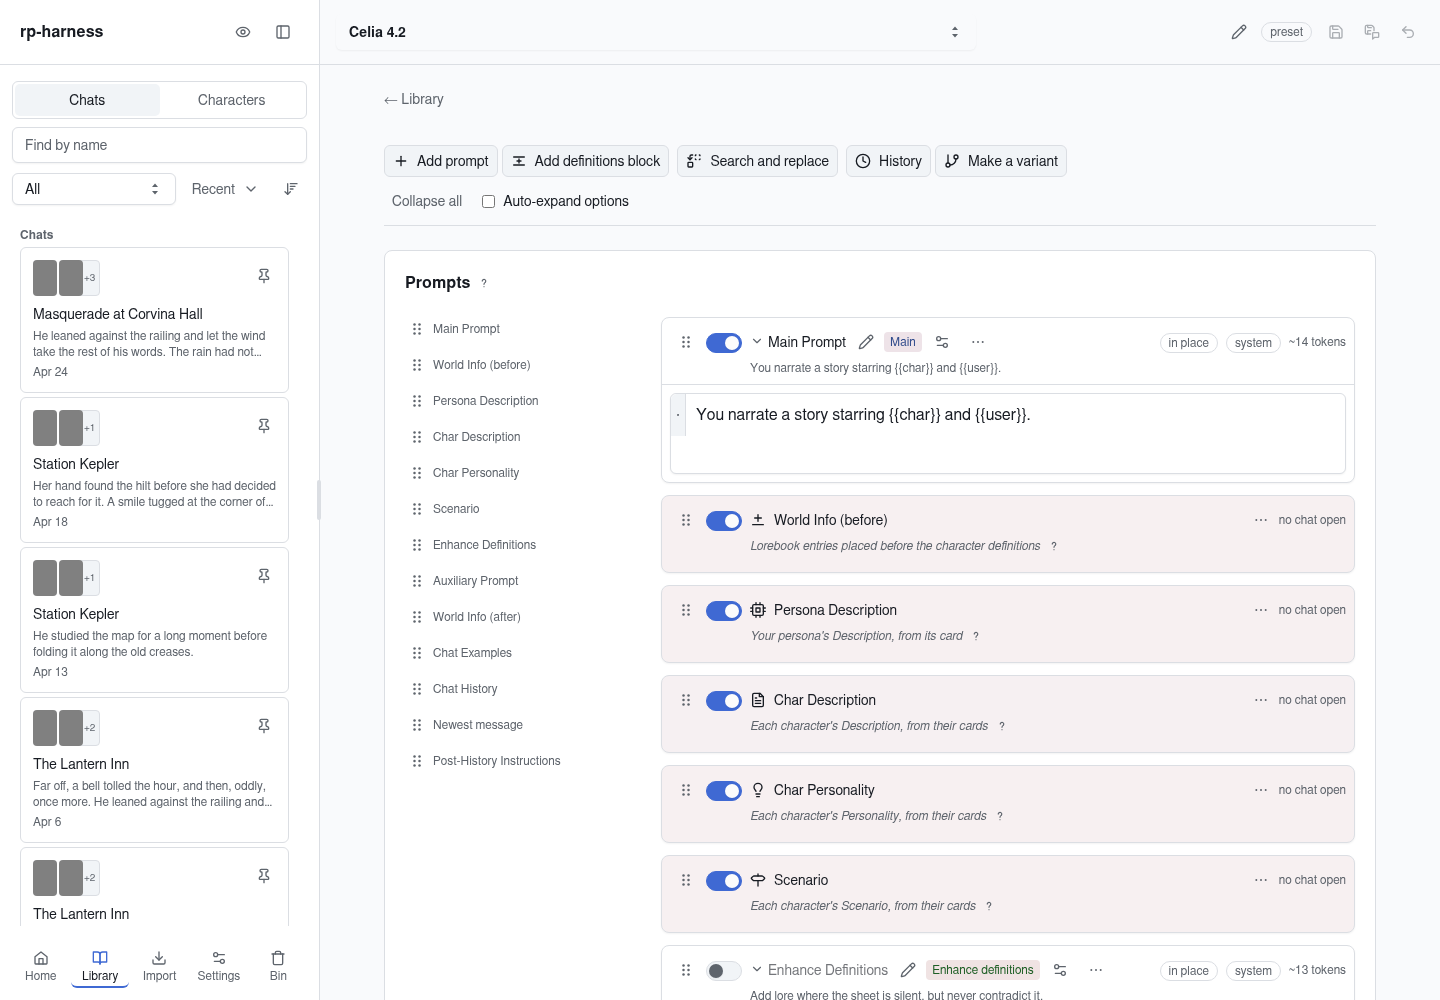 rp-harness
Celia 4.2
preset
Chats
Characters
Find by name
All
Recent
Chats
+3
Masquerade at Corvina Hall
He leaned against the railing and let the wind
take the rest of his words. The rain had not…
Apr 24
+1
Station Kepler
Her hand found the hilt before she had decided
to reach for it. A smile tugged at the corner of…
Apr 18
+1
Station Kepler
He studied the map for a long moment before
folding it along the old creases.
Apr 13
+2
The Lantern Inn
Far off, a bell tolled the hour, and then, oddly,
once more. He leaned against the railing and…
Apr 6
+2
The Lantern Inn
Home
Library
Import
Settings
Bin
← Library
Add prompt
Add definitions block
Search and replace
History
Make a variant
Collapse all
Auto-expand options
Prompts ?
Main Prompt
World Info (before)
Persona Description
Char Description
Char Personality
Scenario
Enhance Definitions
Auxiliary Prompt
World Info (after)
Chat Examples
Chat History
Newest message
Post-History Instructions
Main Prompt
Main
in place
system
~14 tokens
You narrate a story starring {{char}} and {{user}}.
You narrate a story starring {{char}} and {{user}}.
World Info (before)
no chat open
Lorebook entries placed before the character definitions ?
Persona Description
no chat open
Your persona's Description, from its card ?
Char Description
no chat open
Each character's Description, from their cards ?
Char Personality
no chat open
Each character's Personality, from their cards ?
Scenario
no chat open
Each character's Scenario, from their cards ?
Enhance Definitions
Enhance definitions
in place
system
~13 tokens
Add lore where the sheet is silent, but never contradict it.